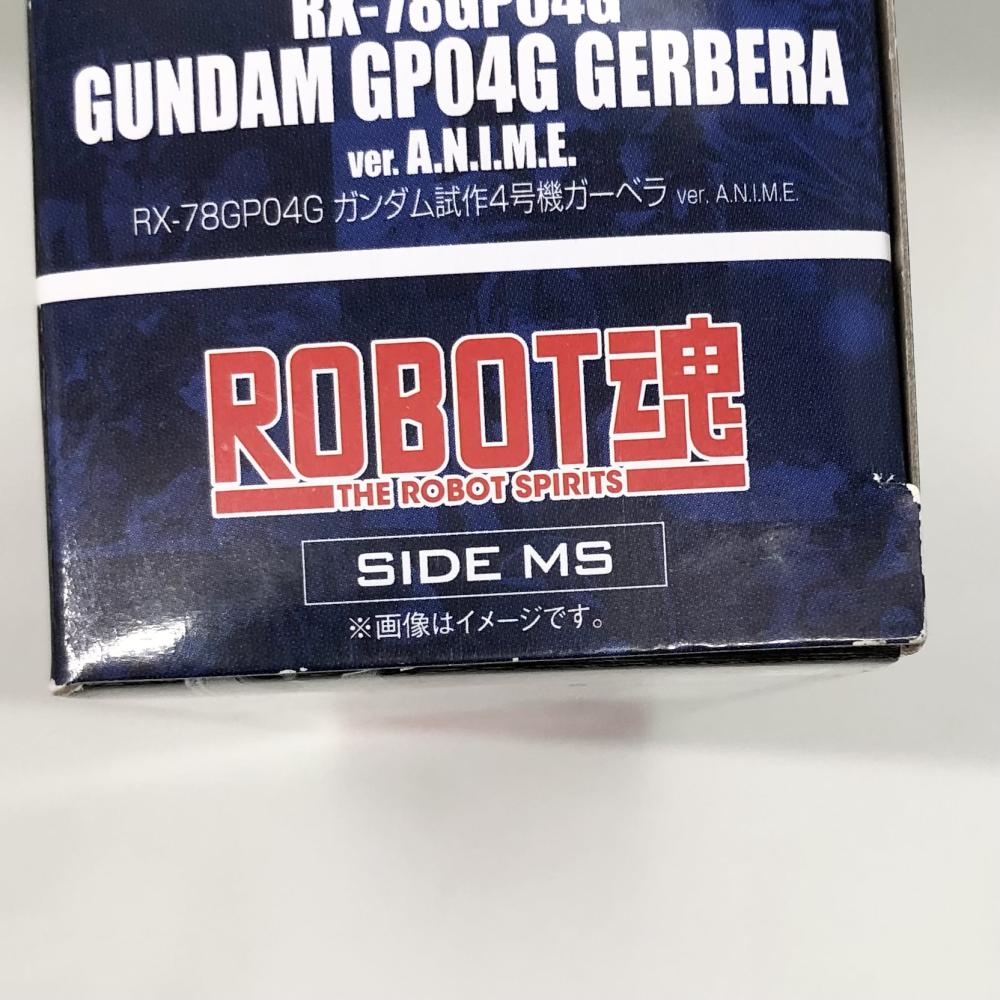 RX-78GP04G
GUNDAM GP04G GERBERA
ver. A.N.I.M.E.
RX-78GP04G ガンダム試作4号機ガーベラ ver. A.N.I.M.E.
ROBOT魂
THE ROBOT SPIRITS
SIDE MS
※画像はイメージです。